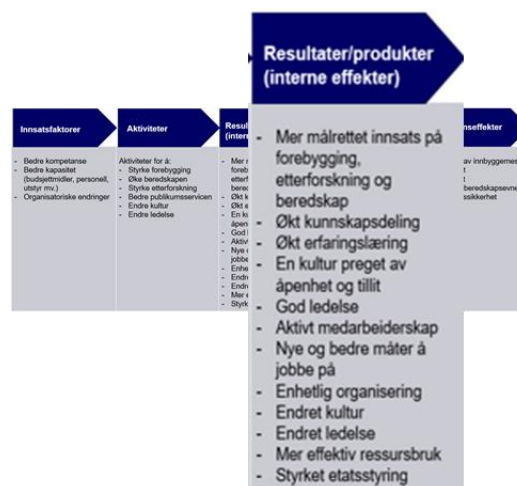 Resultater/produkter
(interne effekter)
- Mer målrettet innsats på
forebygging,
etterforskning og
beredskap
- Økt kunnskapsdeling
- Økt erfaringslæring
- En kultur preget av
åpenhet og tillit
- God ledelse
- Aktivt medarbeiderskap
- Nye og bedre måter å
jobbe på
- Enhetlig organisering
- Endret kultur
- Endret ledelse
- Mer effektiv ressursbruk
- Styrket etatsstyring
Innsatsfaktorer
- Bedre kompetanse
- Bedre kapasitet
(budsjettmidler, personell,
utstyr mv.)
- Organisatoriske endringer
Aktiviteter
Aktiviteter for å:
- Styrke forebygging
- Øke beredskapen
- Styrke etterforskning
- Bedre publikumsservicen
- Endre kultur
- Endre ledelse